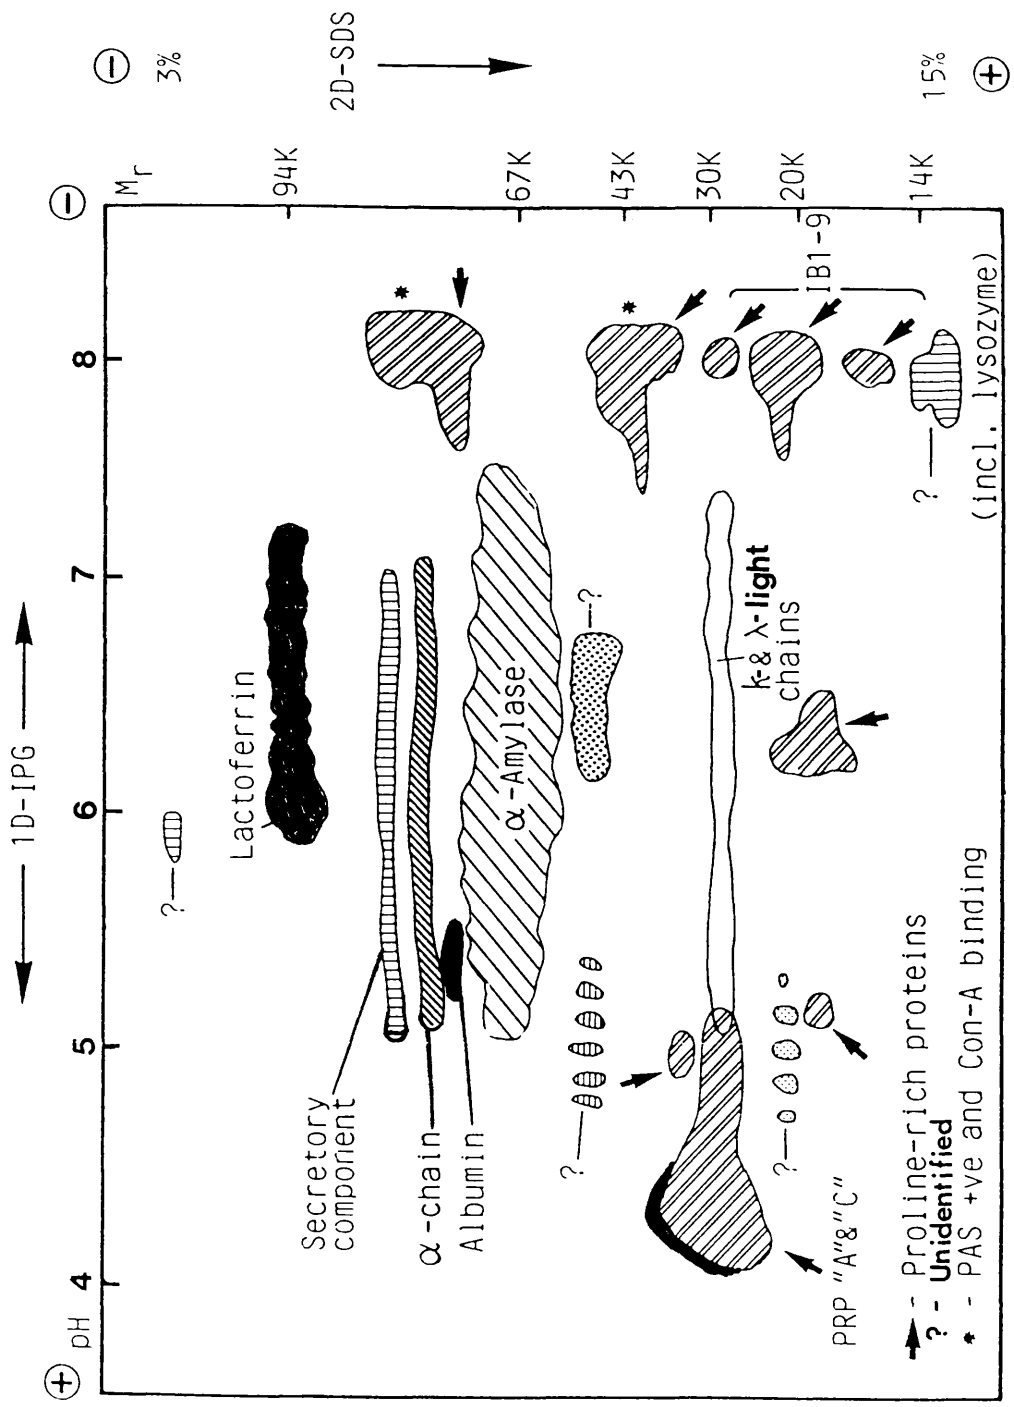 ← 1D-IPG →
⊕ pH 4 5 6 7 8 ⊖
Mr
94K
67K
43K
30K
20K
14K
⊖
3%
2D-SDS
15%
⊕
?
Lactoferrin
Secretory
component
α-chain
Albumin
α-Amylase
*
*
?
?
k-& λ-light
chains
IB1-9
?
?
(incl. lysozyme)
PRP "A"&"C"
- Proline-rich proteins
? - Unidentified
* - PAS +ve and Con-A binding